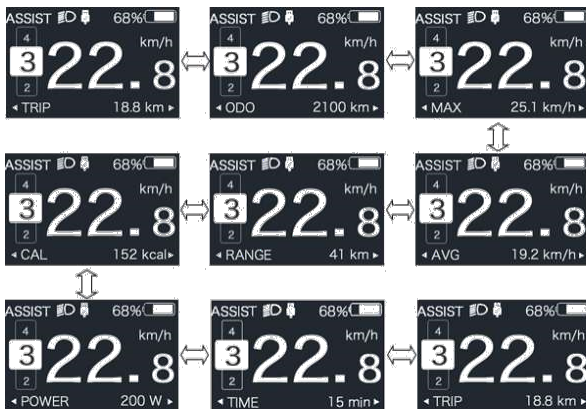 ASSIST 68%
4
km/h
3 22.8
2
◂ TRIP 18.8 km ▸
ASSIST 68%
4
km/h
3 22.8
2
◂ ODO 2100 km ▸
ASSIST 68%
4
km/h
3 22.8
2
◂ MAX 25.1 km/h ▸
ASSIST 68%
4
km/h
3 22.8
2
◂ CAL 152 kcal ▸
ASSIST 68%
4
km/h
3 22.8
2
◂ RANGE 41 km ▸
ASSIST 68%
4
km/h
3 22.8
2
◂ AVG 19.2 km/h ▸
ASSIST 68%
4
km/h
3 22.8
2
◂ POWER 200 W ▸
ASSIST 68%
4
km/h
3 22.8
2
◂ TIME 15 min ▸
ASSIST 68%
4
km/h
3 22.8
2
◂ TRIP 18.8 km ▸